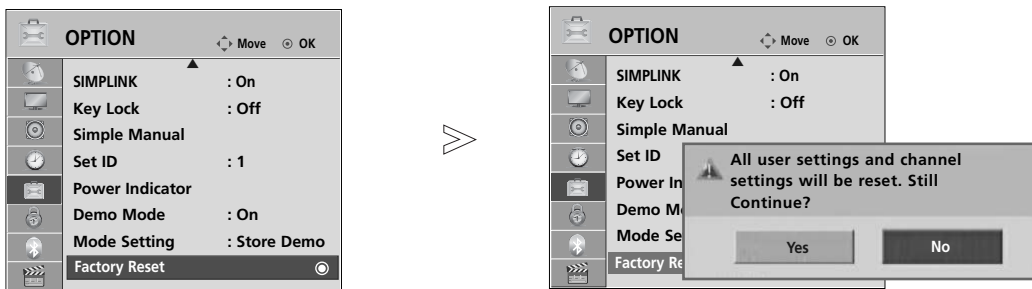 OPTION
Move OK
SIMPLINK : On
Key Lock : Off
Simple Manual
Set ID : 1
Power Indicator
Demo Mode : On
Mode Setting : Store Demo
Factory Reset
OPTION
Move OK
SIMPLINK : On
Key Lock : Off
Simple Manual
Set ID
Power In
Demo M
Mode Se
Factory Re
All user settings and channel
settings will be reset. Still
Continue?
Yes No